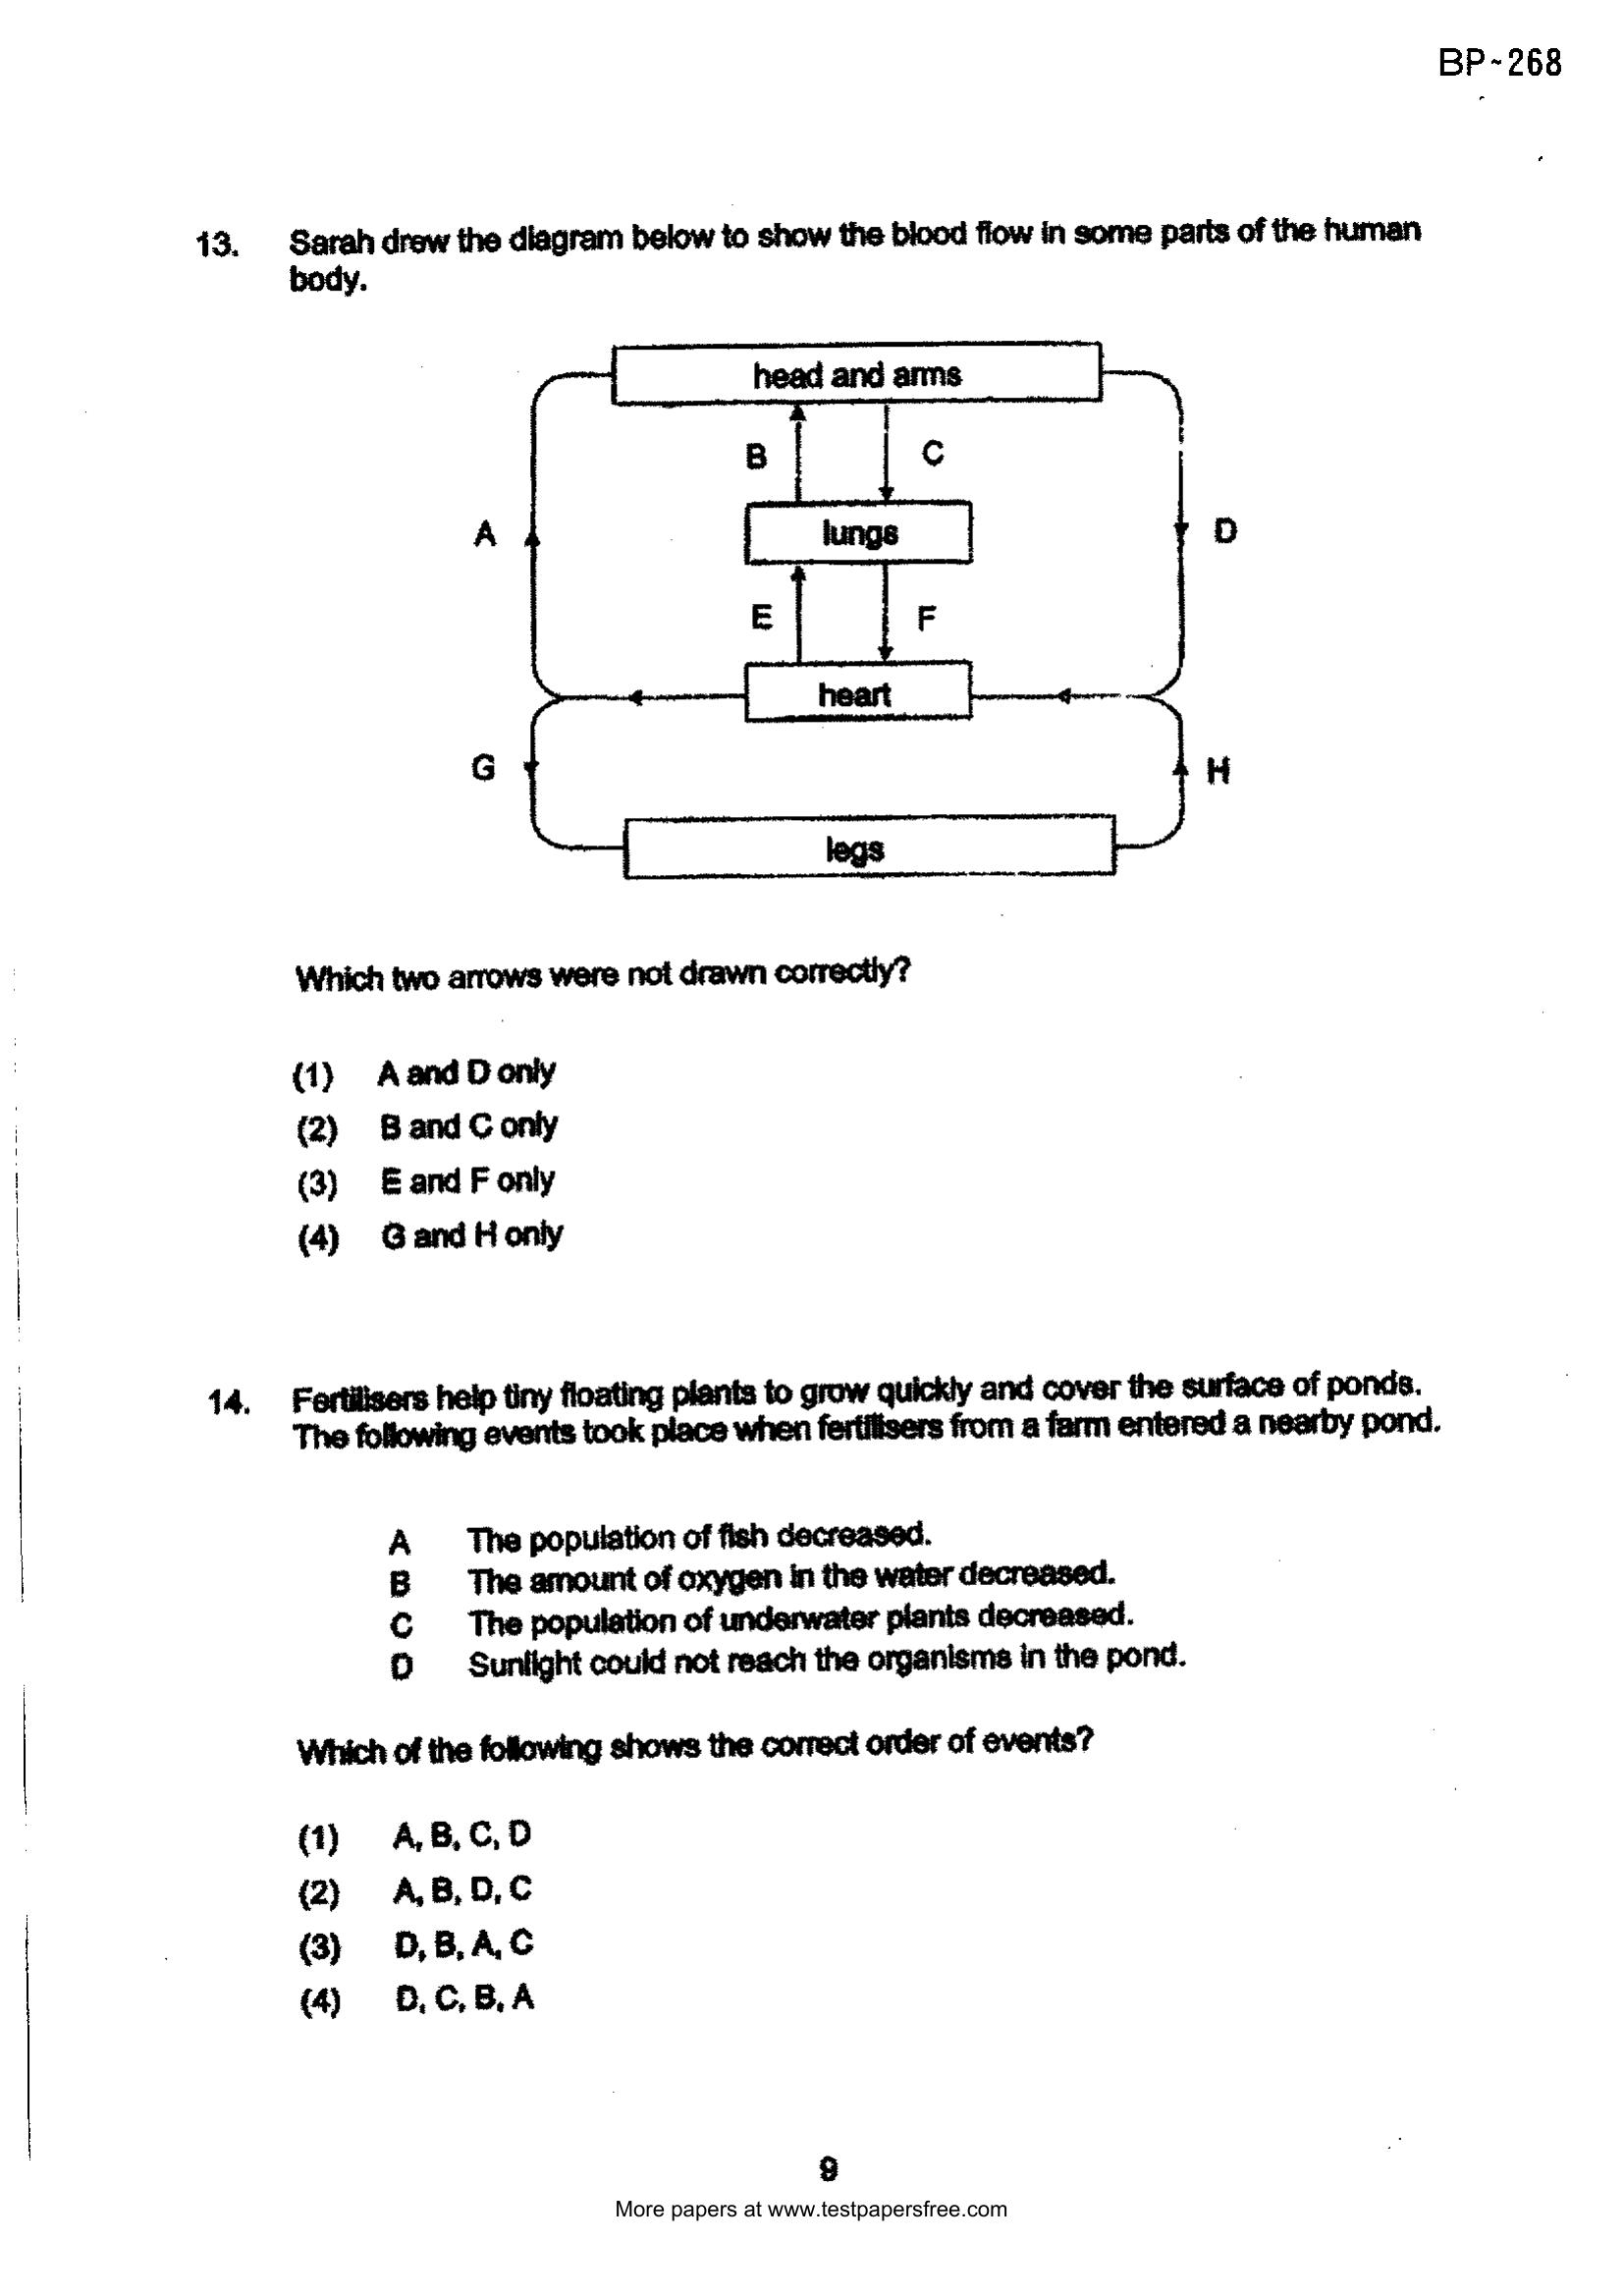 BP~268
13. Sarah drew the diagram below to show the blood flow in some parts of the human
body.
head and arms
B
C
A
lungs
D
E
F
heart
G
H
legs
Which two arrows were not drawn correctly?
(1) A and D only
(2) B and C only
(3) E and F only
(4) G and H only
14. Fertilisers help tiny floating plants to grow quickly and cover the surface of ponds.
The following events took place when fertilisers from a farm entered a nearby pond.
A The population of fish decreased.
B The amount of oxygen in the water decreased.
C The population of underwater plants decreased.
D Sunlight could not reach the organisms in the pond.
Which of the following shows the correct order of events?
(1) A, B, C, D
(2) A, B, D, C
(3) D, B, A, C
(4) D, C, B, A
9
More papers at www.testpapersfree.com